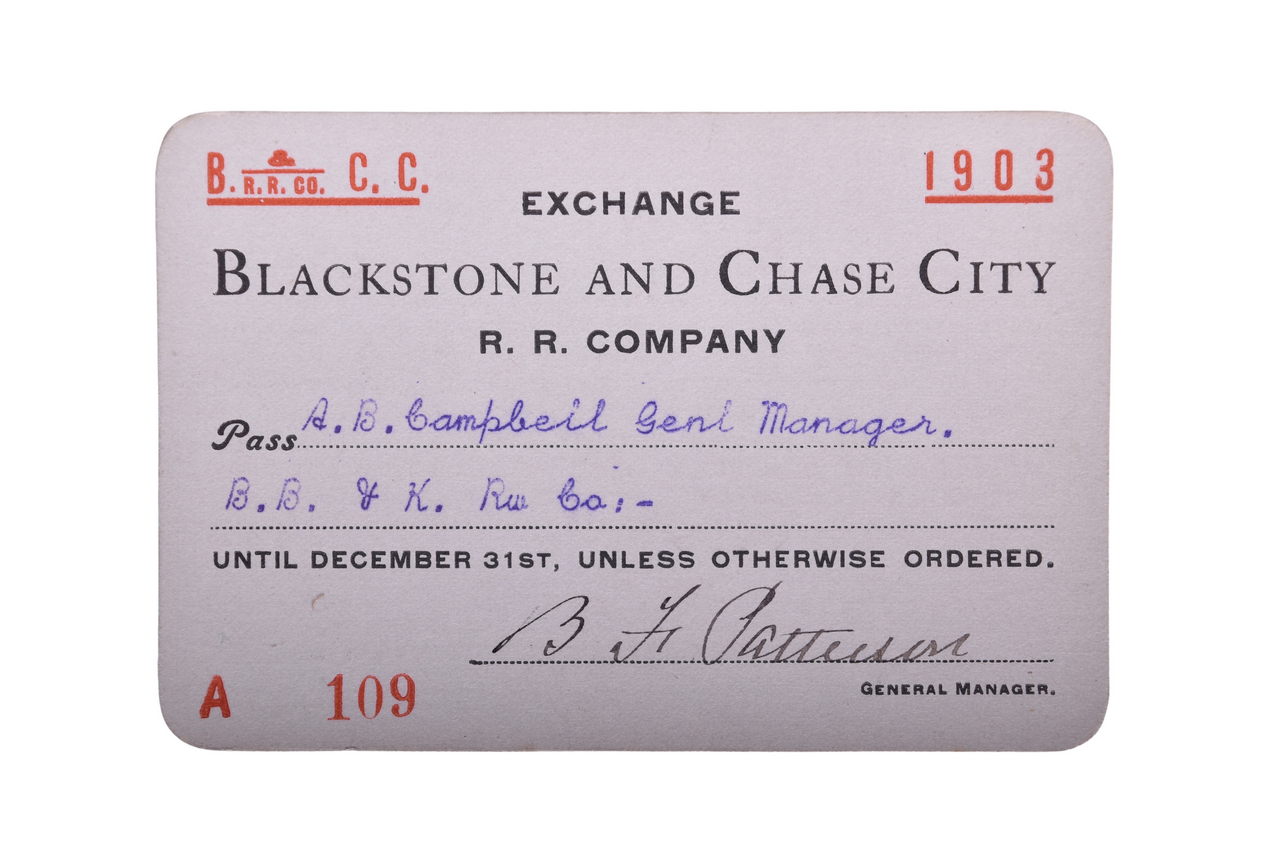 B. & R.R. CO. C. C.
1903
EXCHANGE
BLACKSTONE AND CHASE CITY
R. R. COMPANY
Pass A. B. Campbell Genl Manager.
B. B. & K. Rw Co:-
UNTIL DECEMBER 31ST, UNLESS OTHERWISE ORDERED.
B F Patterson
GENERAL MANAGER.
A 109